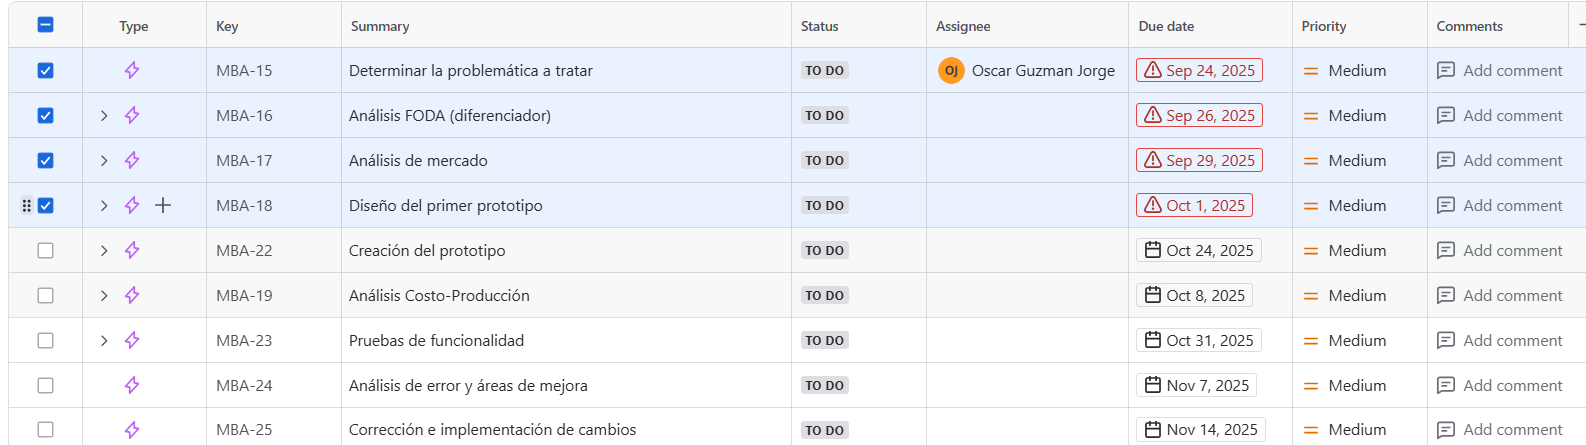 Type Key Summary Status Assignee Due date Priority Comments
MBA-15 Determinar la problemática a tratar TO DO OJ Oscar Guzman Jorge Sep 24, 2025 Medium Add comment
MBA-16 Análisis FODA (diferenciador) TO DO Sep 26, 2025 Medium Add comment
MBA-17 Análisis de mercado TO DO Sep 29, 2025 Medium Add comment
MBA-18 Diseño del primer prototipo TO DO Oct 1, 2025 Medium Add comment
MBA-22 Creación del prototipo TO DO Oct 24, 2025 Medium Add comment
MBA-19 Análisis Costo-Producción TO DO Oct 8, 2025 Medium Add comment
MBA-23 Pruebas de funcionalidad TO DO Oct 31, 2025 Medium Add comment
MBA-24 Análisis de error y áreas de mejora TO DO Nov 7, 2025 Medium Add comment
MBA-25 Corrección e implementación de cambios TO DO Nov 14, 2025 Medium Add comment